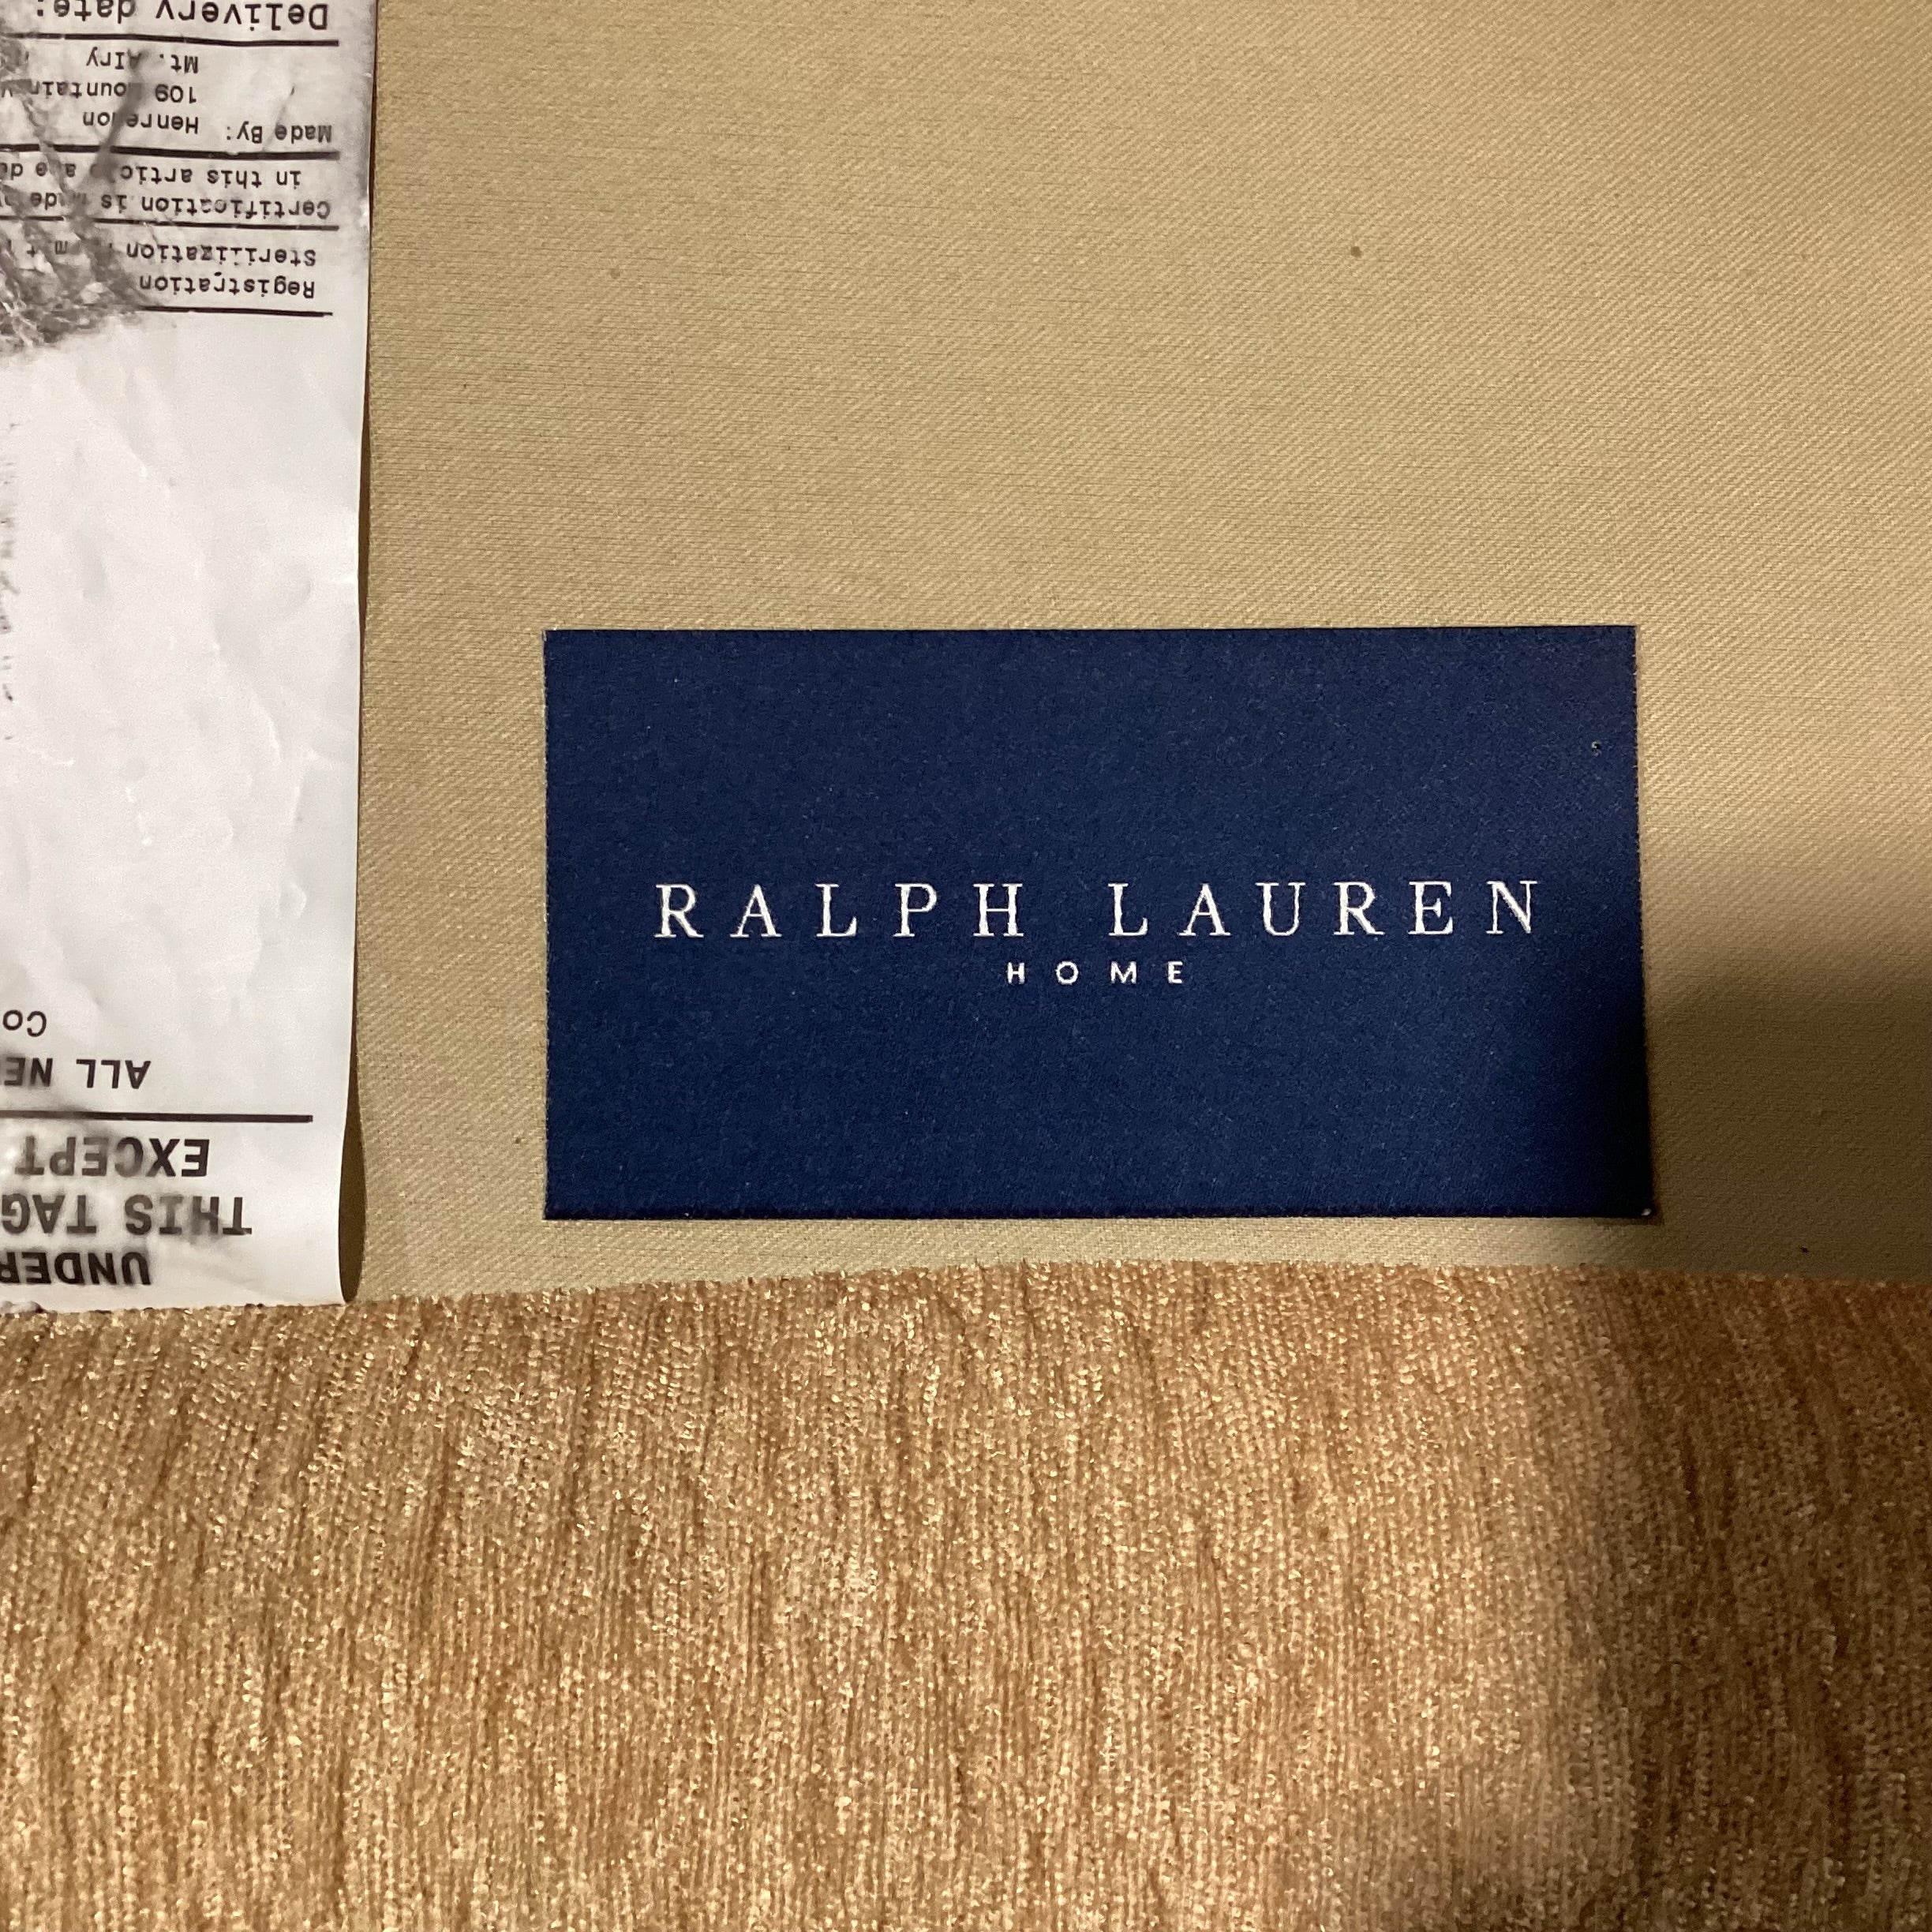 RALPH LAUREN
HOME
UNDER
THIS TAG
EXCEPT
ALL NE
Co
Registration
Sterilization
Certification is made
in this article are
Made By: Henredon
109 Mountain
Mt. Airy
Delivery date: